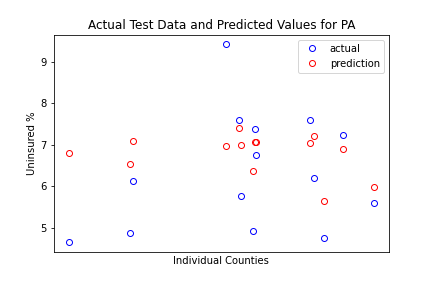 Actual Test Data and Predicted Values for PA
actual
prediction
Uninsured %
9
8
7
6
5
Individual Counties